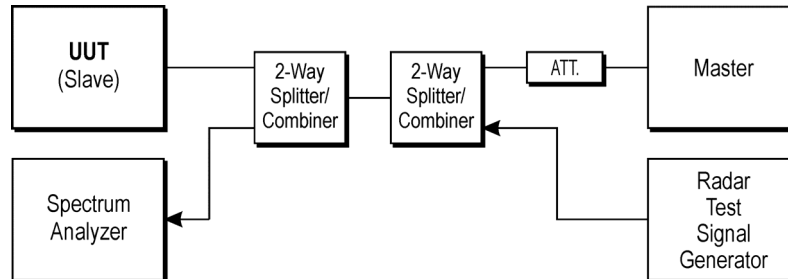 UUT
(Slave)
2-Way
Splitter/
Combiner
2-Way
Splitter/
Combiner
ATT.
Master
Spectrum
Analyzer
Radar
Test
Signal
Generator